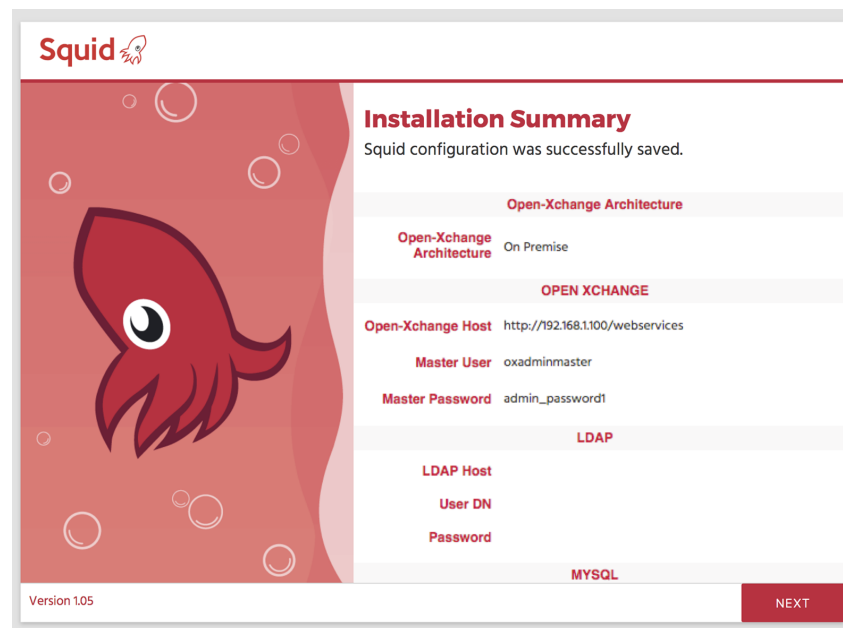 Squid
Installation Summary
Squid configuration was successfully saved.
Open-Xchange Architecture
Open-Xchange
Architecture
On Premise
OPEN XCHANGE
Open-Xchange Host http://192.168.1.100/webservices
Master User oxadminmaster
Master Password admin_password1
LDAP
LDAP Host
User DN
Password
MYSQL
Version 1.05
NEXT